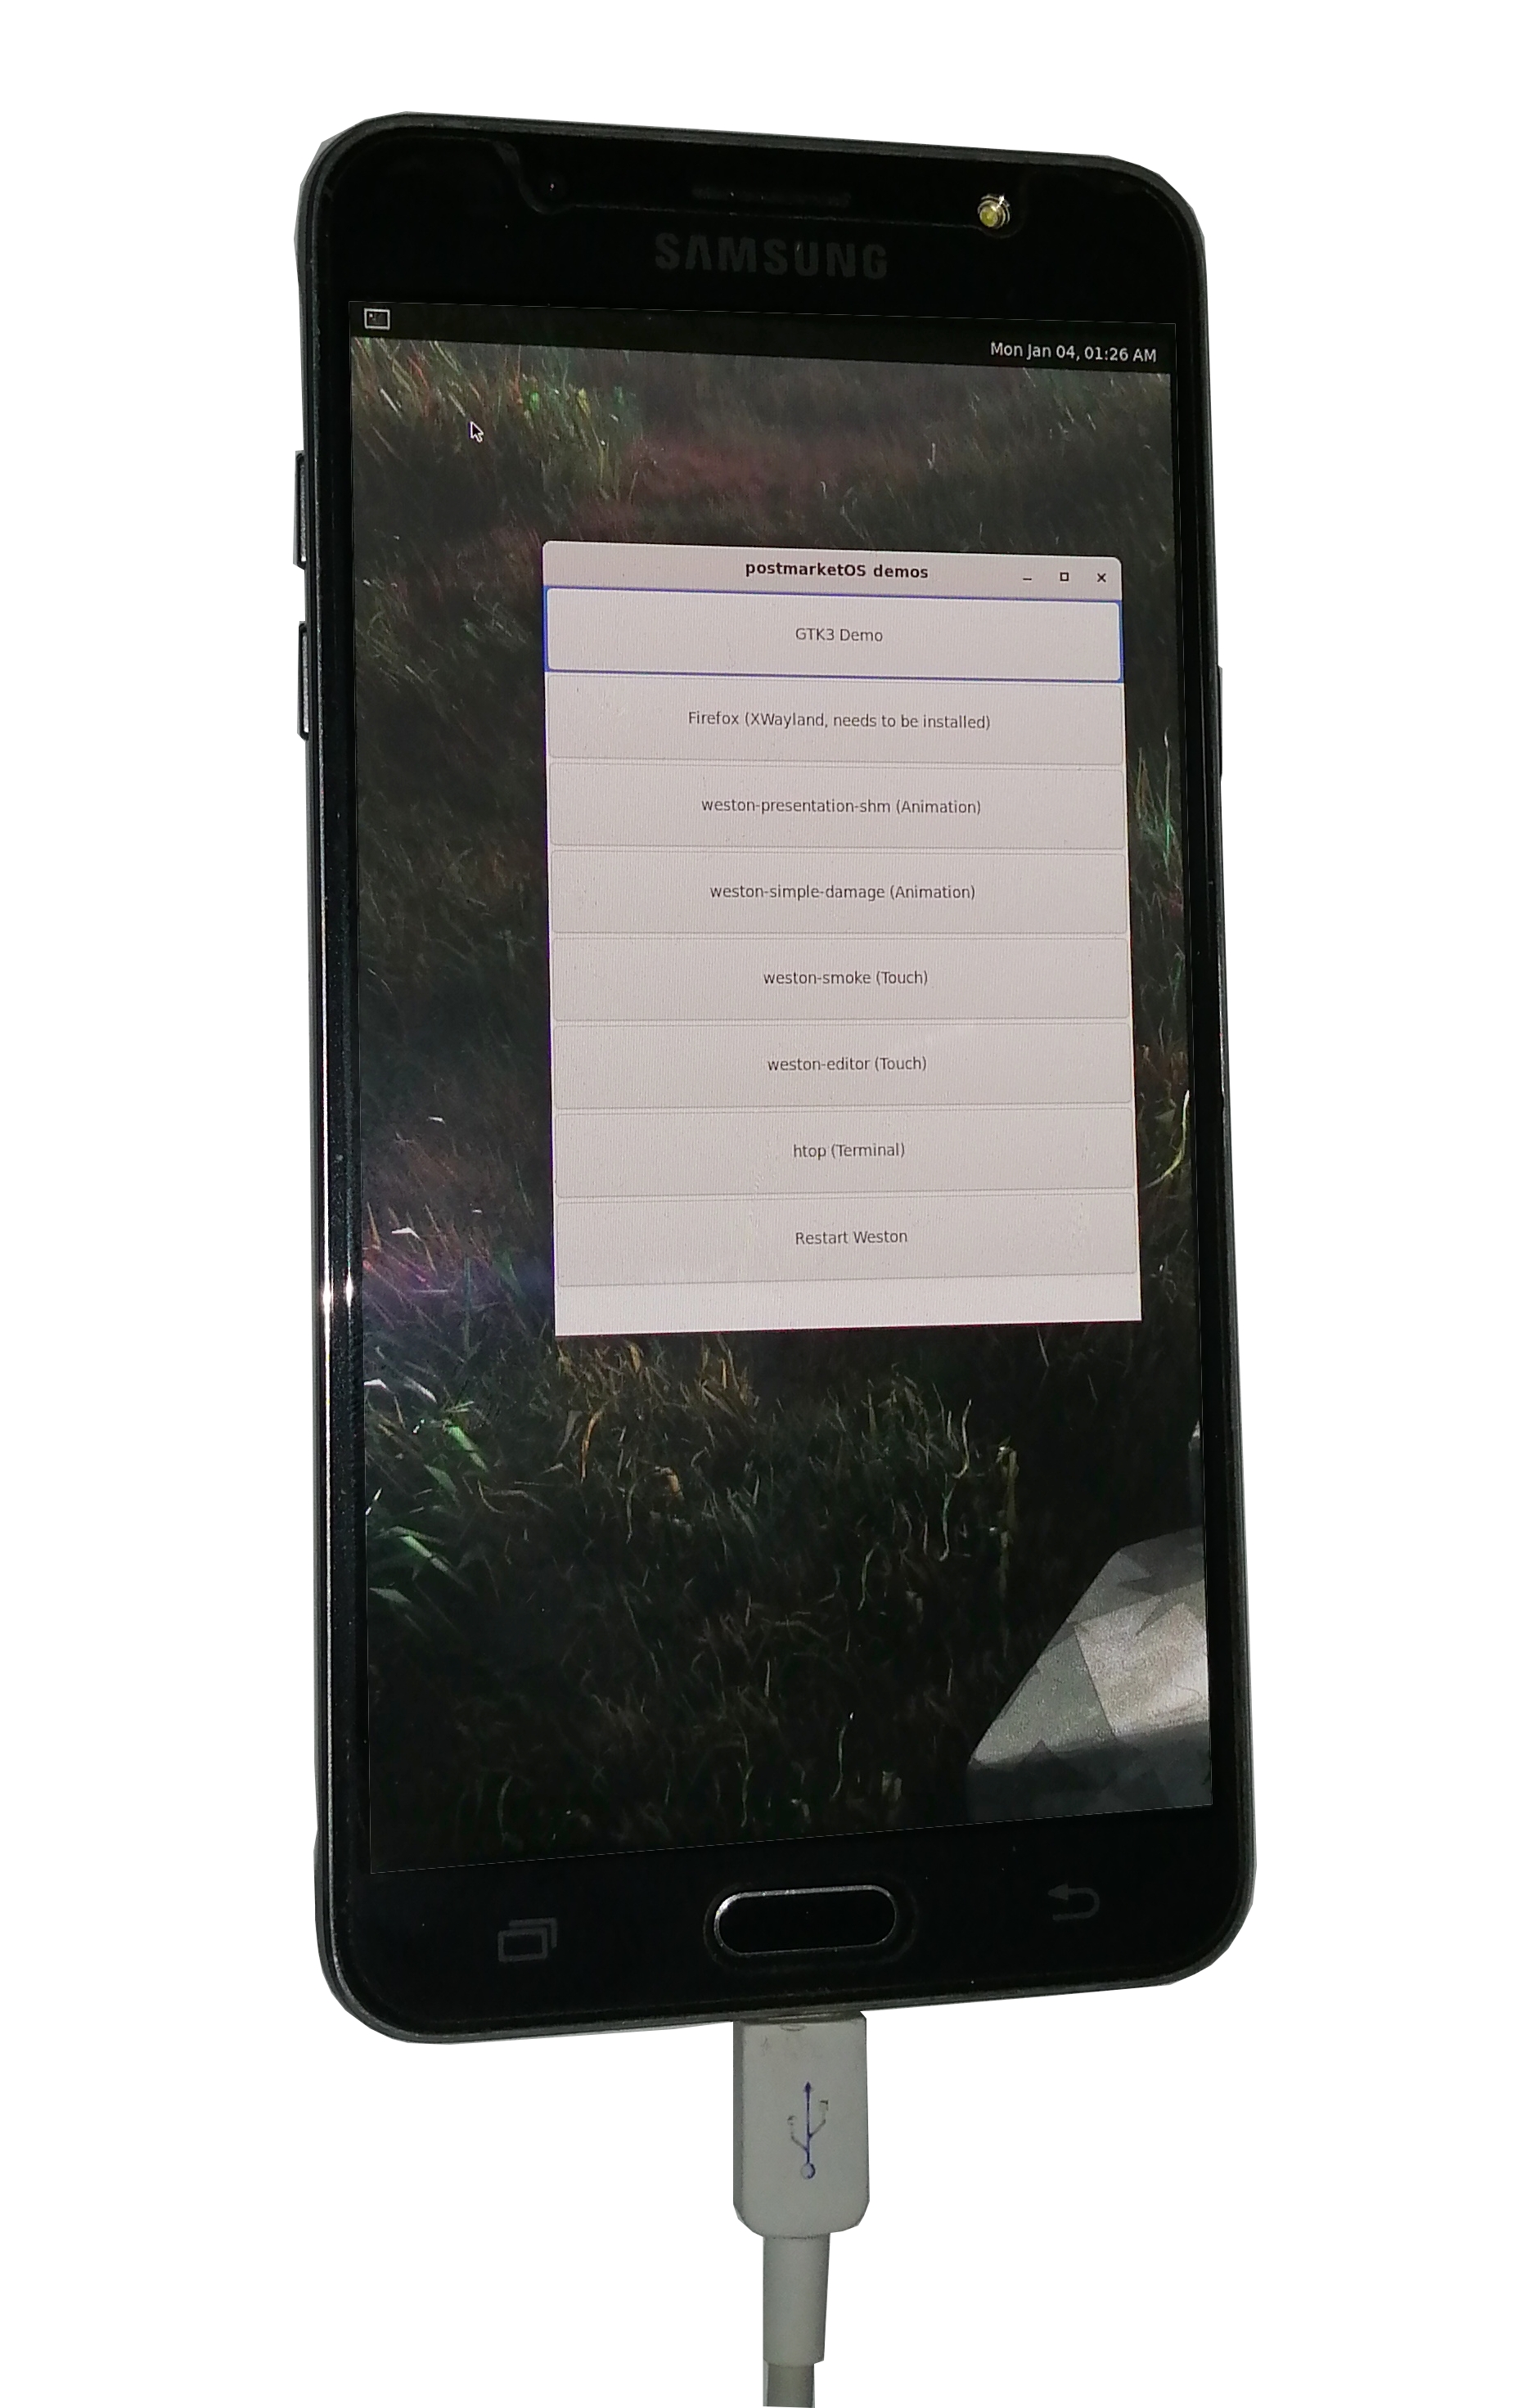 SAMSUNG
Mon Jan 04, 01:26 AM
postmarketOS demos
GTK3 Demo
Firefox (XWayland, needs to be installed)
weston-presentation-shm (Animation)
weston-simple-damage (Animation)
weston-smoke (Touch)
weston-editor (Touch)
htop (Terminal)
Restart Weston